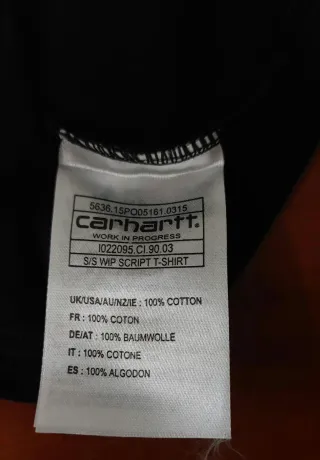 5636.15PO05161.0315
carhartt.
WORK IN PROGRESS
I022095.CI.90.03
S/S WIP SCRIPT T-SHIRT
UK/USA/AU/NZ/IE : 100% COTTON
FR : 100% COTON
DE/AT : 100% BAUMWOLLE
IT : 100% COTONE
ES : 100% ALGODON